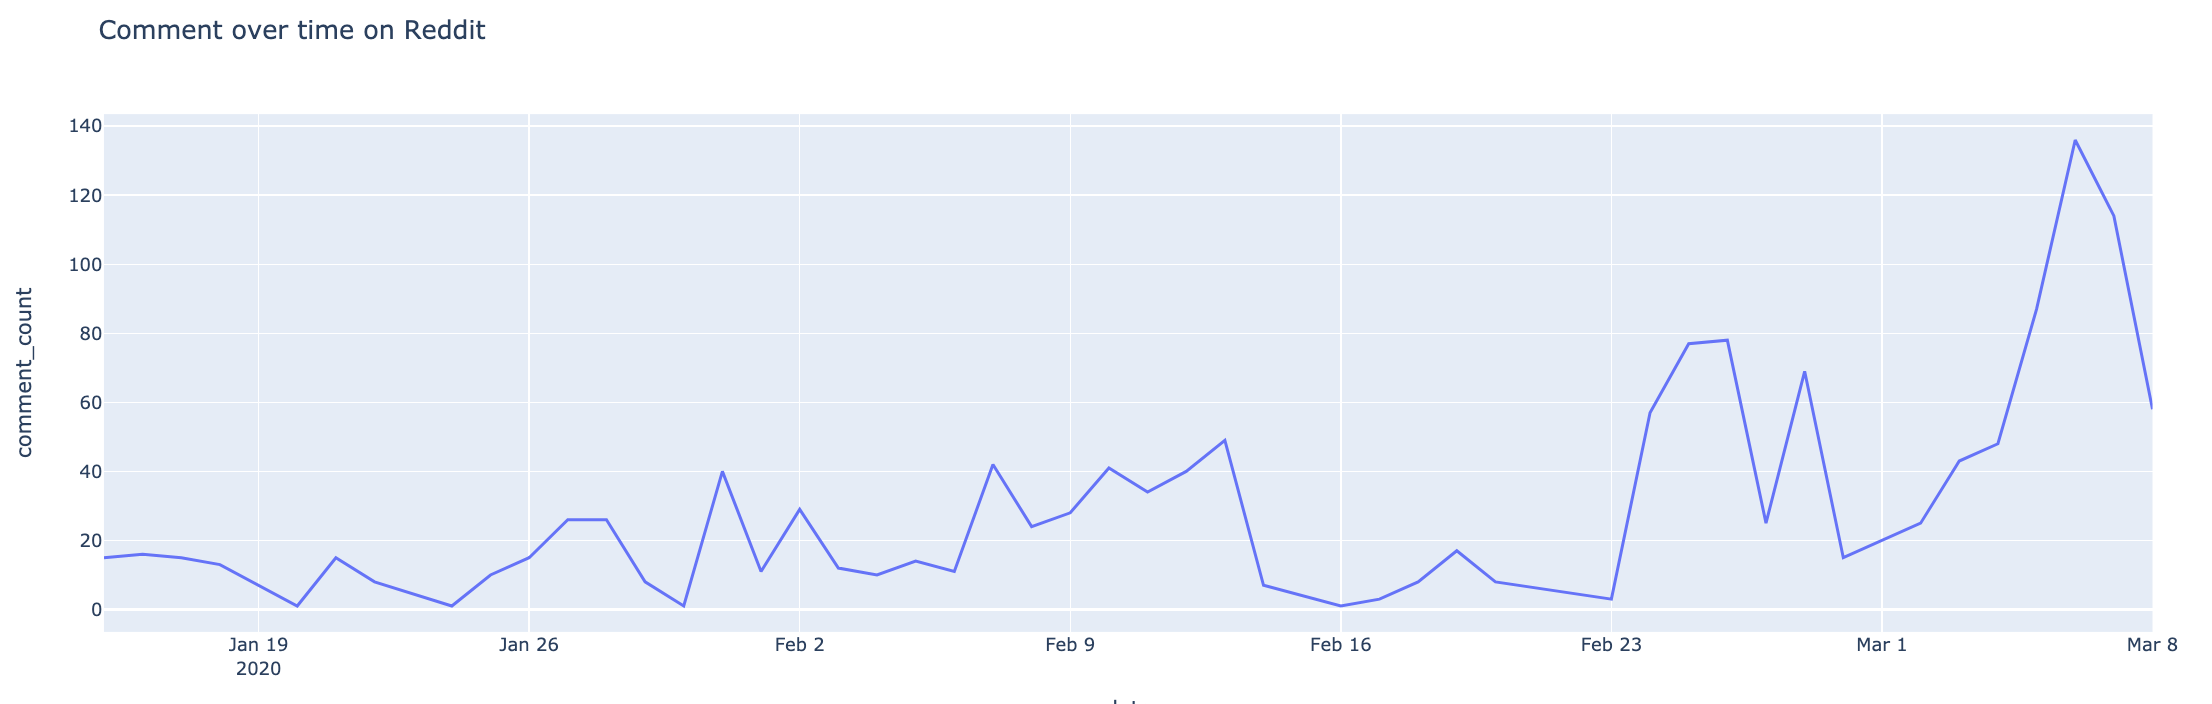 Comment over time on Reddit
140
120
100
80
60
40
20
0
comment_count
Jan 19
2020
Jan 26
Feb 2
Feb 9
Feb 16
Feb 23
Mar 1
Mar 8